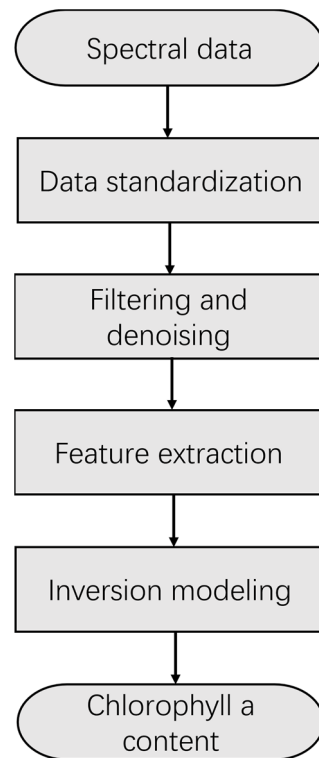 Spectral data
Data standardization
Filtering and
denoising
Feature extraction
Inversion modeling
Chlorophyll a
content